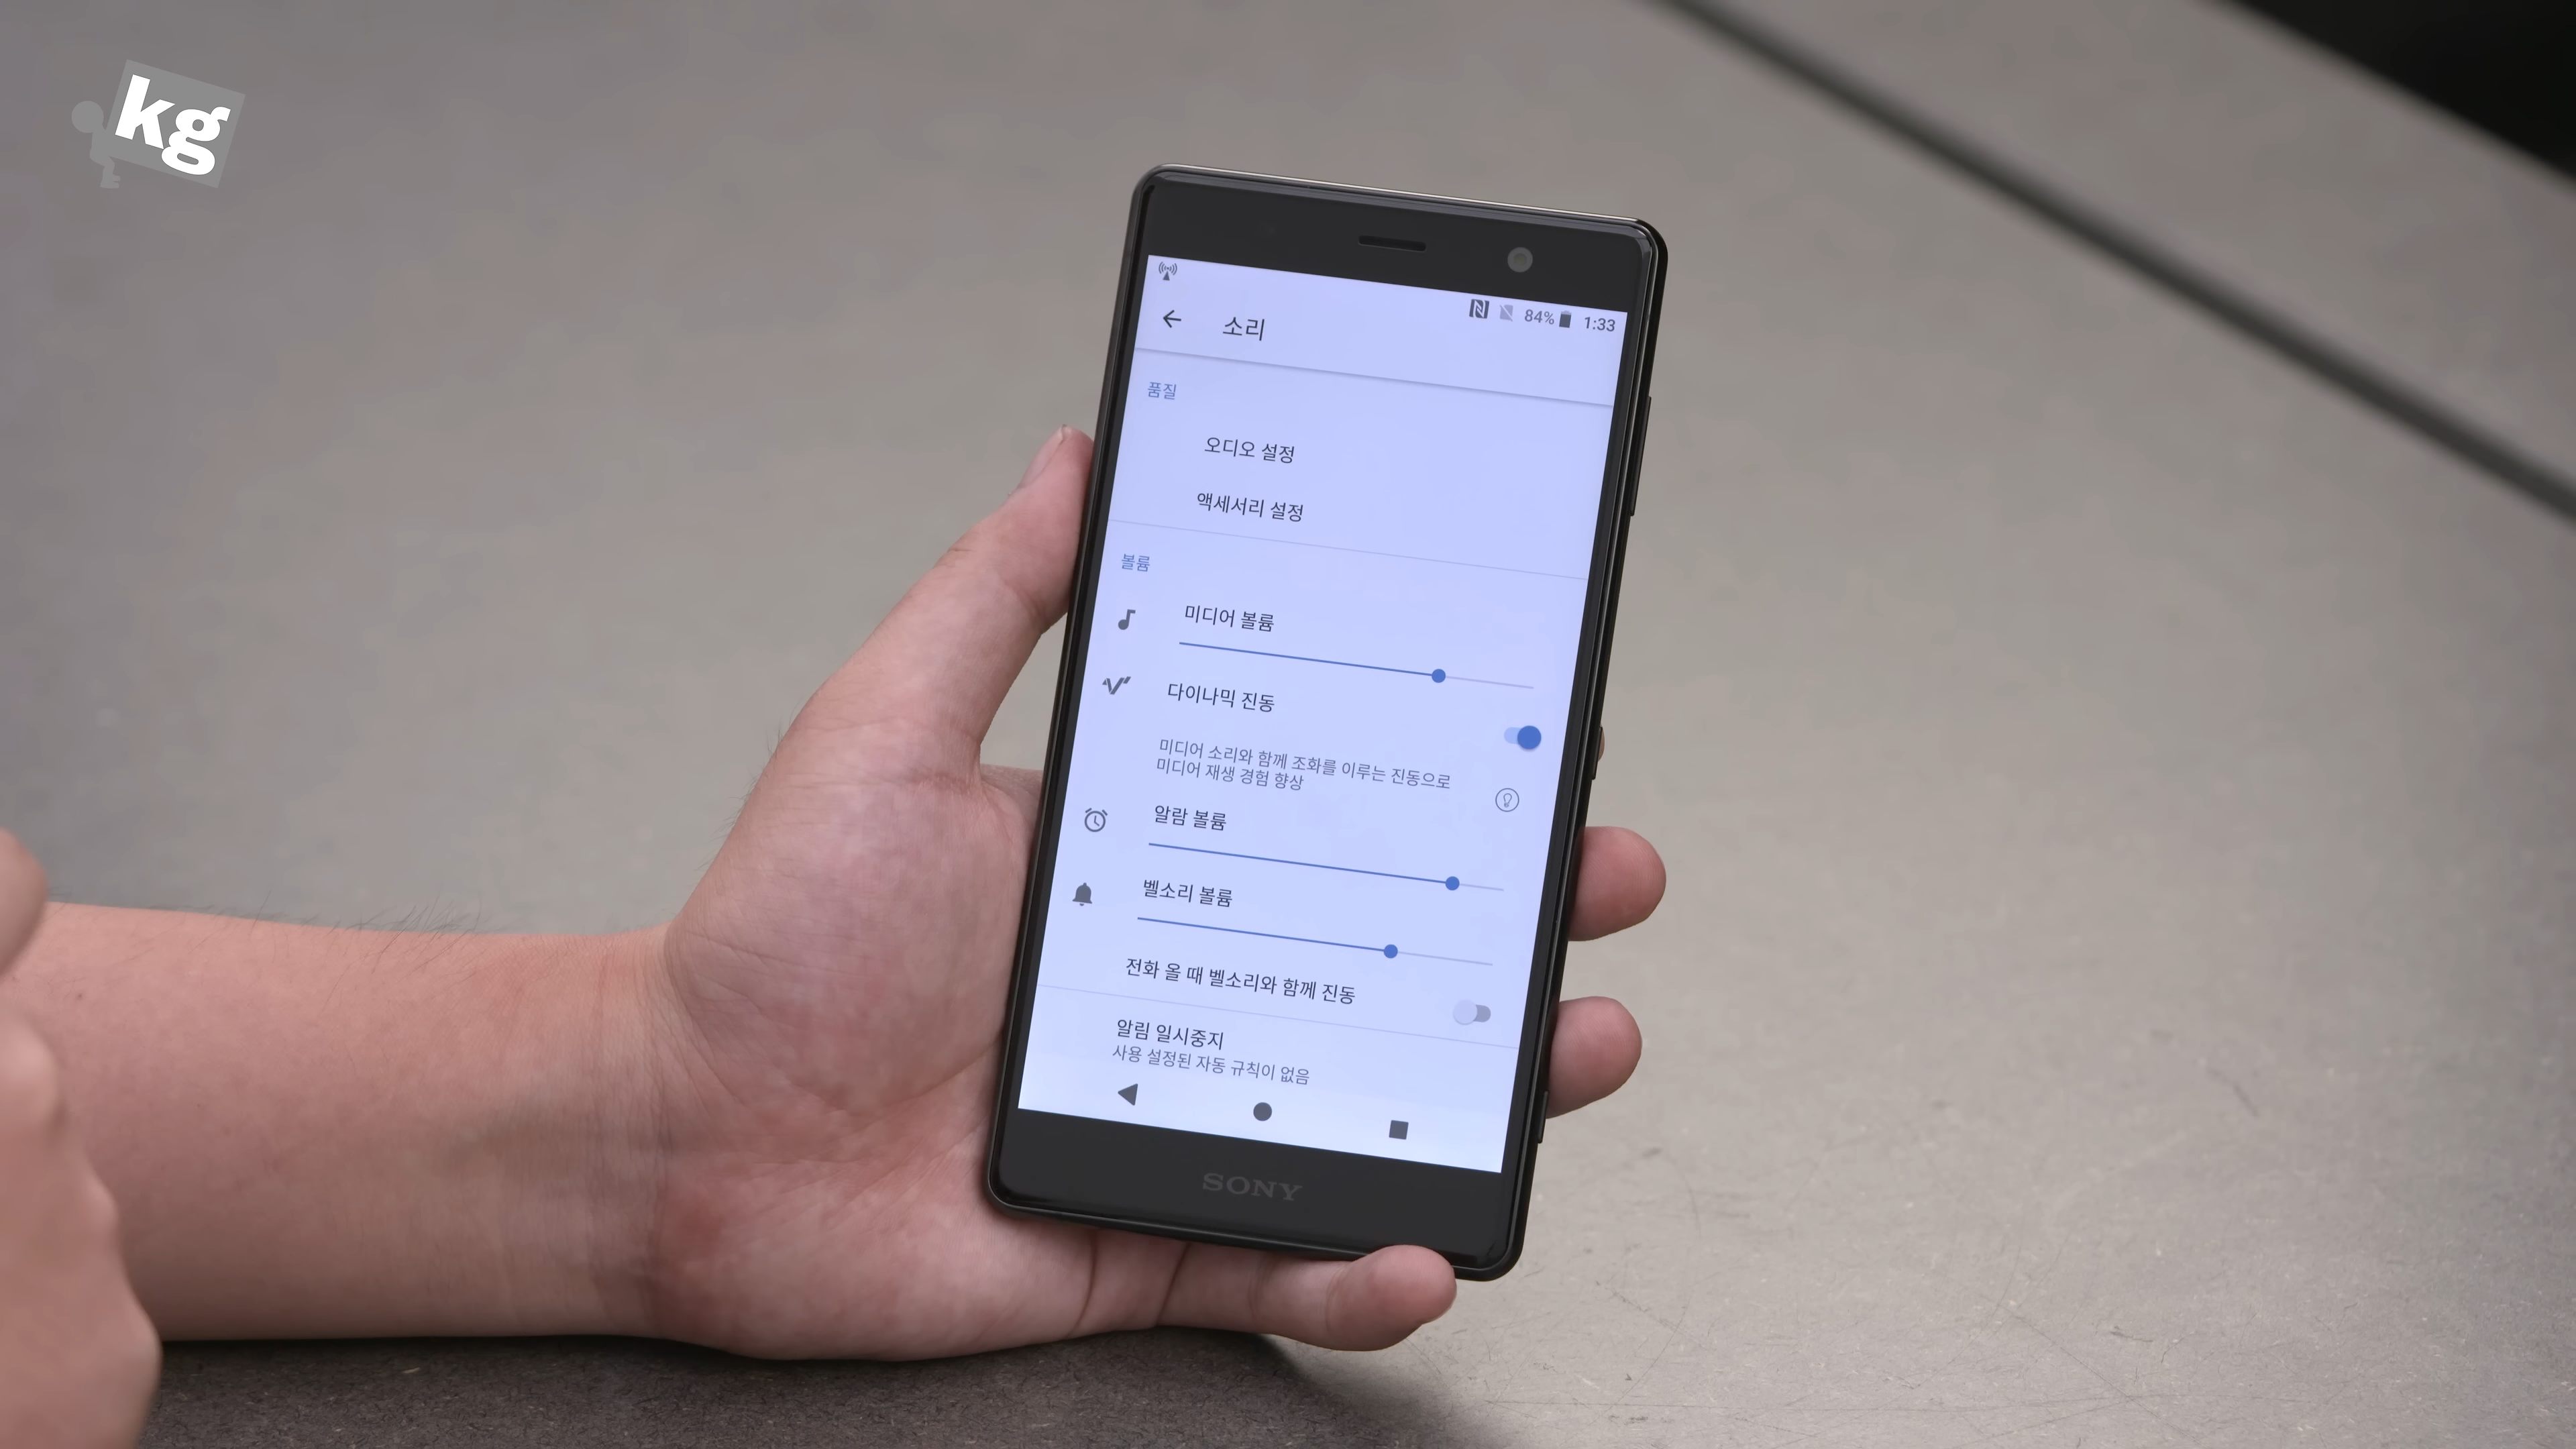 kg
84% 1:33
소리
품질
오디오 설정
액세서리 설정
볼륨
미디어 볼륨
다이나믹 진동
미디어 소리와 함께 조화를 이루는 진동으로
미디어 재생 경험 향상
알람 볼륨
벨소리 볼륨
전화 올 때 벨소리와 함께 진동
알림 일시중지
사용 설정된 자동 규칙이 없음
SONY